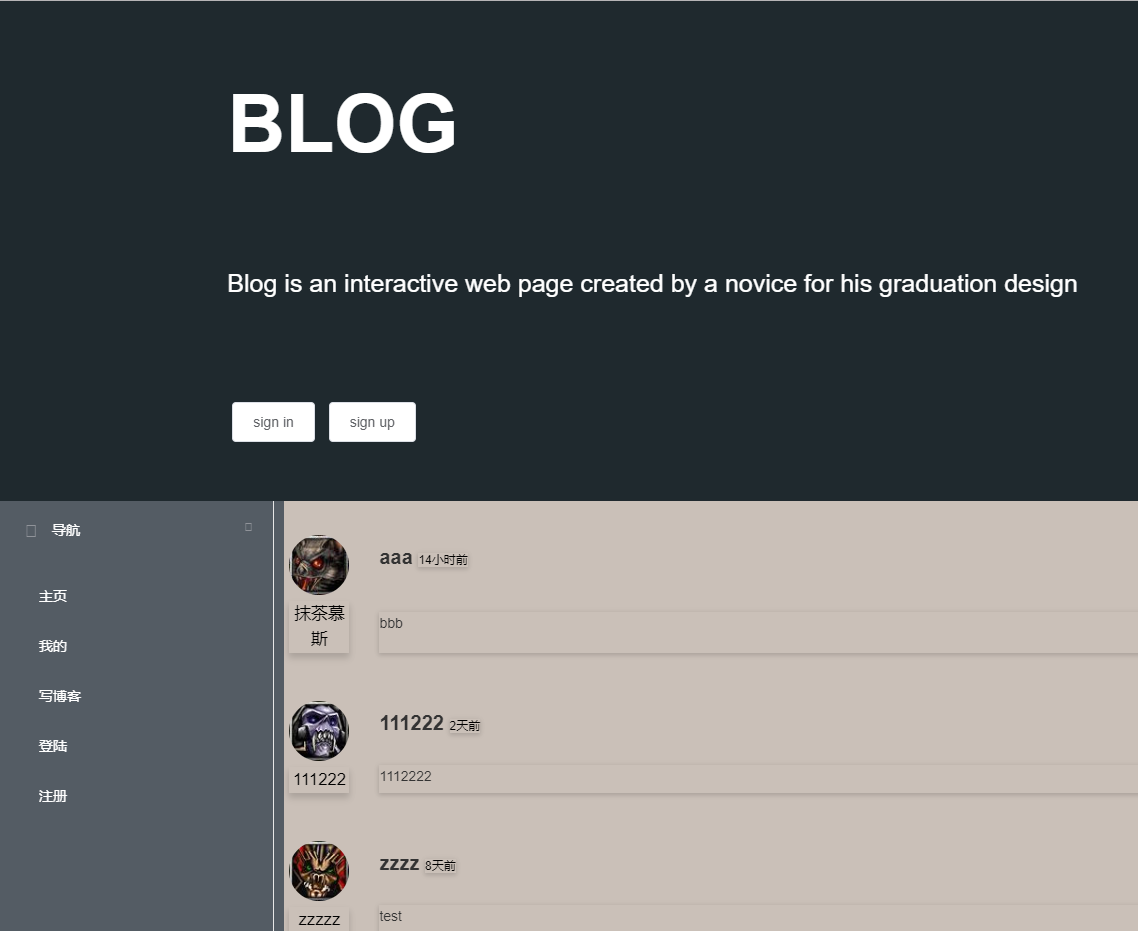 BLOG
Blog is an interactive web page created by a novice for his graduation design
sign in sign up
导航
主页
我的
写博客
登陆
注册
aaa 14小时前
抹茶慕
斯
bbb
111222 2天前
111222
1112222
zzzz 8天前
zzzzz
test